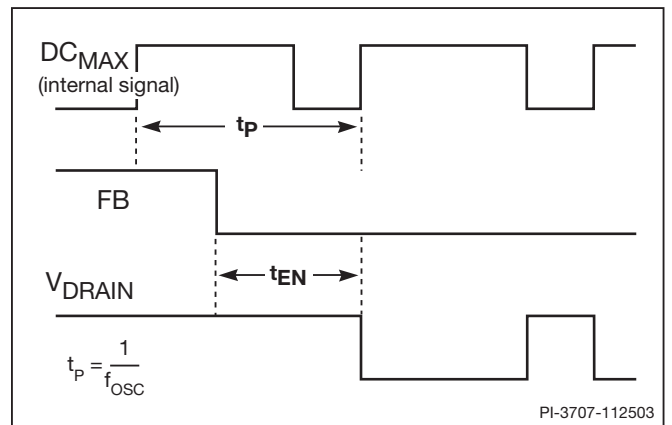 DCMAX
(internal signal)
tP
FB
tEN
VDRAIN
tP = 1
fOSC
PI-3707-112503